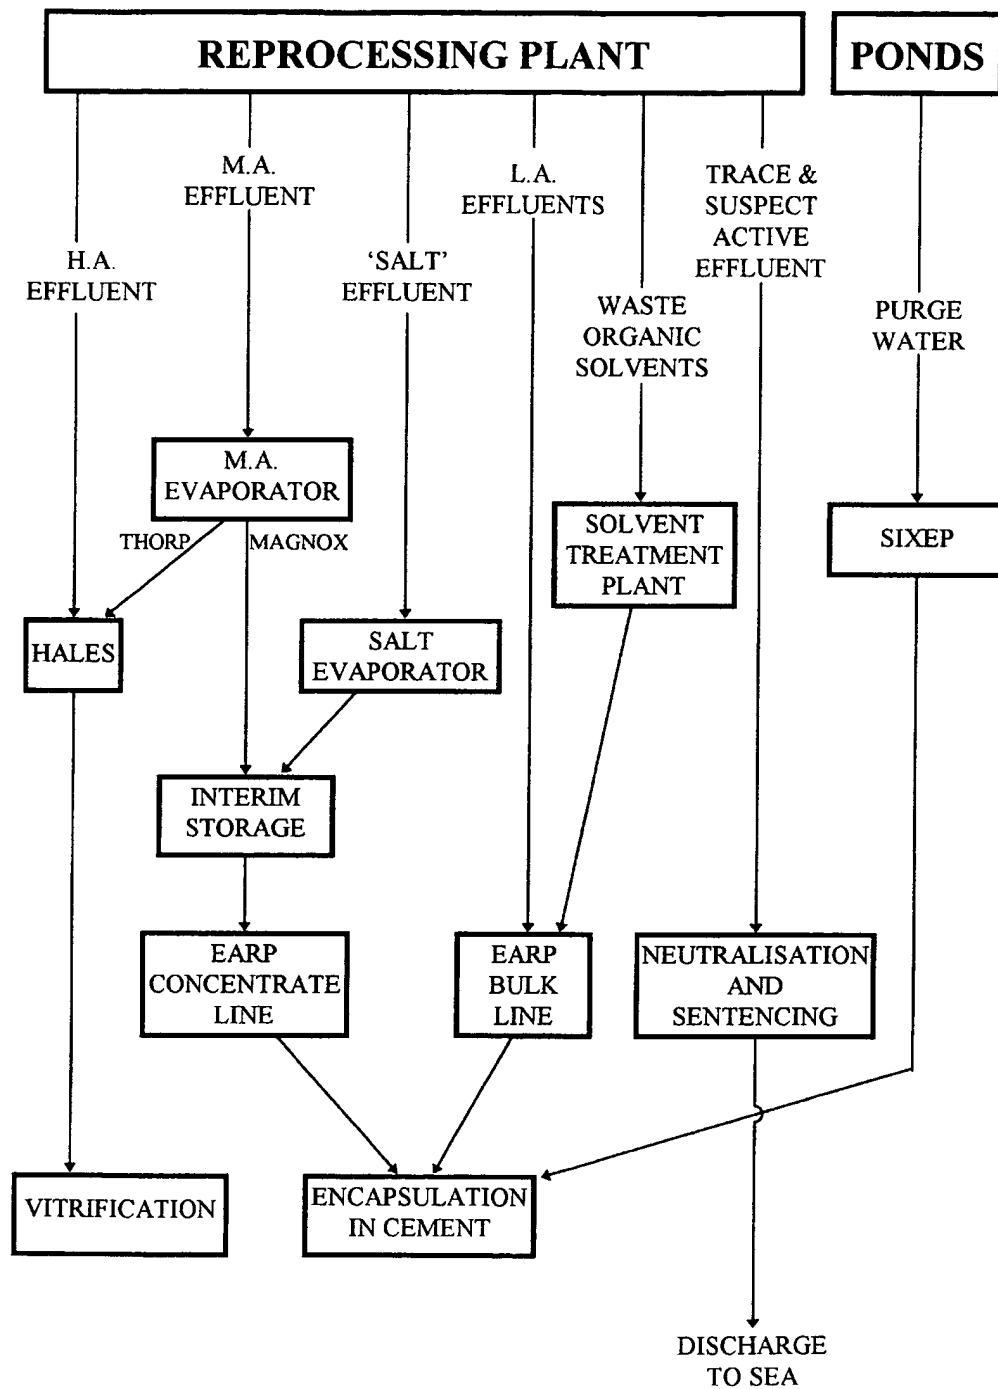 REPROCESSING PLANT
PONDS
M.A.
EFFLUENT
L.A.
EFFLUENTS
TRACE &
SUSPECT
ACTIVE
EFFLUENT
H.A.
EFFLUENT
‘SALT’
EFFLUENT
WASTE
ORGANIC
SOLVENTS
PURGE
WATER
M.A.
EVAPORATOR
THORP
MAGNOX
SOLVENT
TREATMENT
PLANT
SIXEP
HALES
SALT
EVAPORATOR
INTERIM
STORAGE
EARP
CONCENTRATE
LINE
EARP
BULK
LINE
NEUTRALISATION
AND
SENTENCING
VITRIFICATION
ENCAPSULATION
IN CEMENT
DISCHARGE
TO SEA